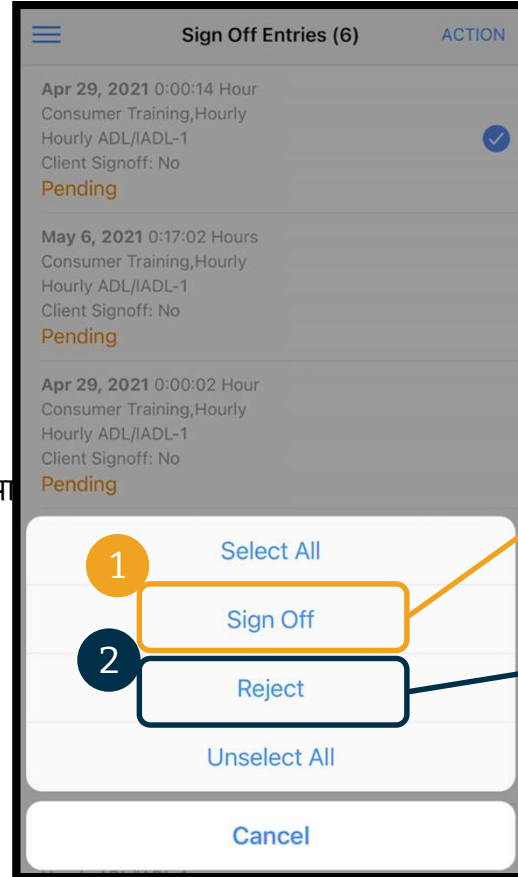 Sign Off Entries (6)
ACTION
Apr 29, 2021 0:00:14 Hour
Consumer Training,Hourly
Hourly ADL/IADL-1
Client Signoff: No
Pending
May 6, 2021 0:17:02 Hours
Consumer Training,Hourly
Hourly ADL/IADL-1
Client Signoff: No
Pending
Apr 29, 2021 0:00:02 Hour
Consumer Training,Hourly
Hourly ADL/IADL-1
Client Signoff: No
Pending
Select All
1
Sign Off
2
Reject
Unselect All
Cancel